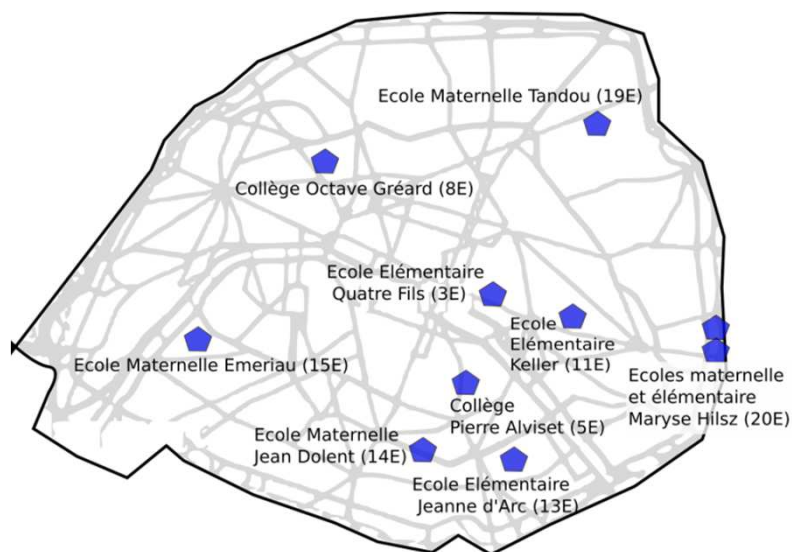 Ecole Maternelle Tandou (19E)
Collège Octave Gréard (8E)
Ecole Elémentaire
Quatre Fils (3E)
Ecole
Elémentaire
Keller (11E)
Ecole Maternelle Emeriau (15E)
Ecoles maternelle
et élémentaire
Maryse Hilsz (20E)
Collège
Pierre Alviset (5E)
Ecole Maternelle
Jean Dolent (14E)
Ecole Elémentaire
Jeanne d'Arc (13E)